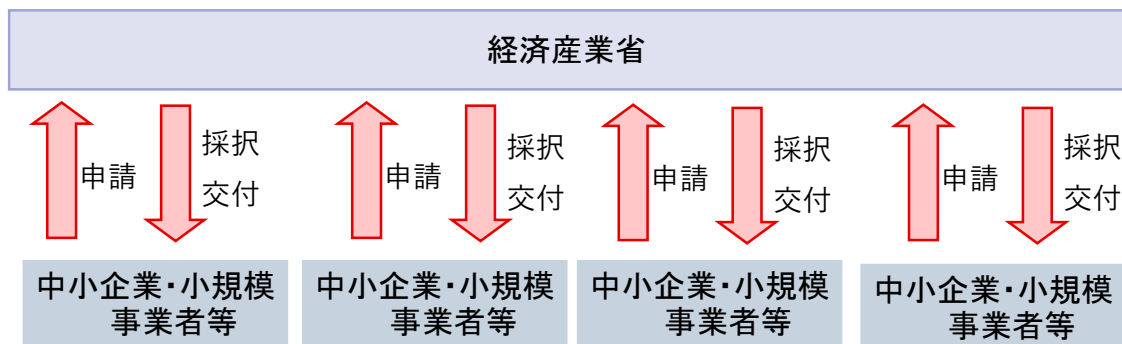 経済産業省
申請
採択
交付
申請
採択
交付
申請
採択
交付
申請
採択
交付
中小企業・小規模
事業者等
中小企業・小規模
事業者等
中小企業・小規模
事業者等
中小企業・小規模
事業者等